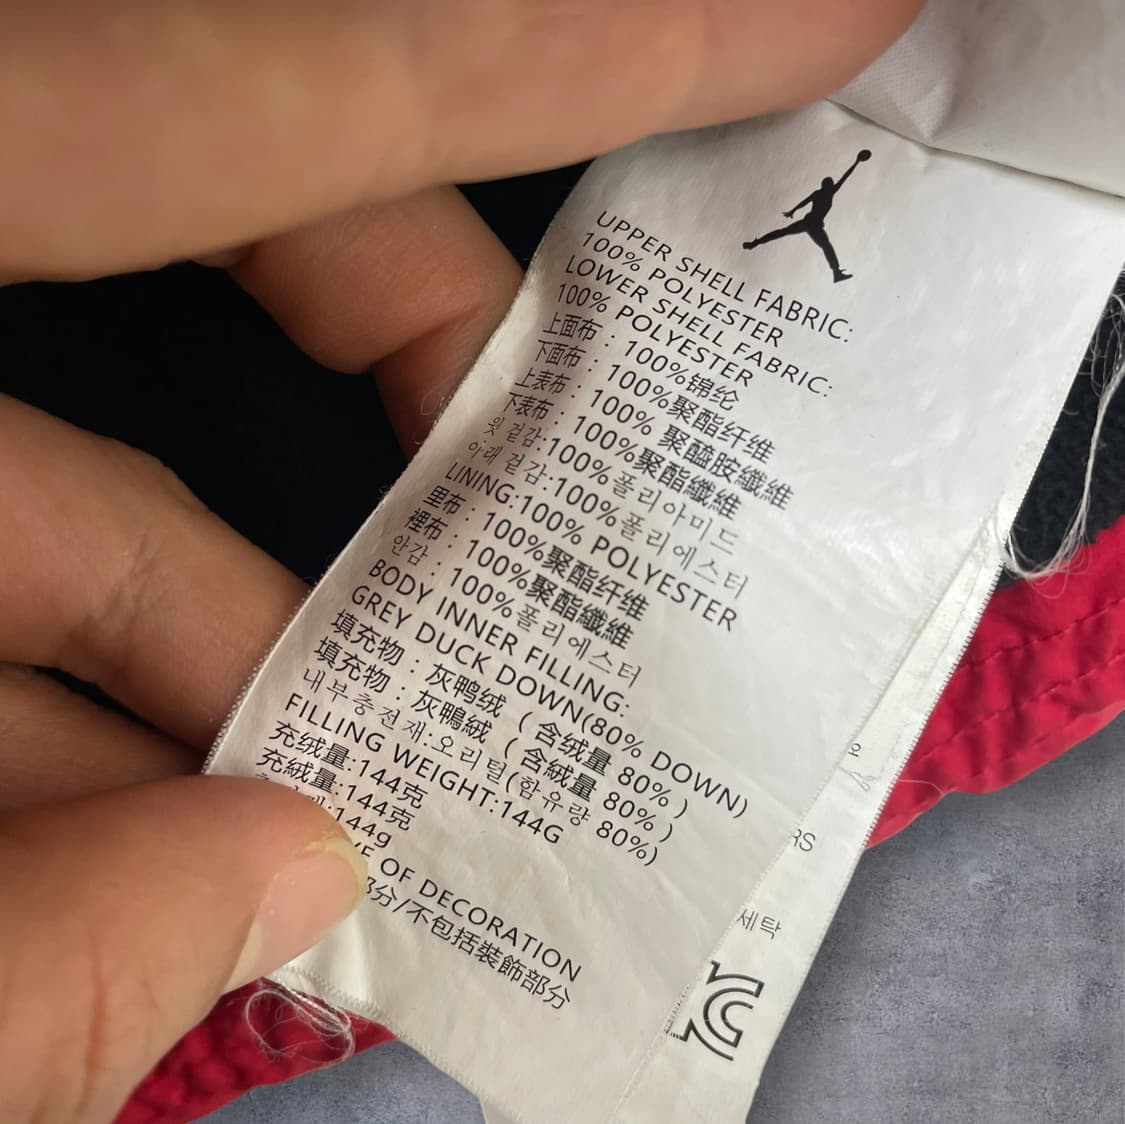 UPPER SHELL FABRIC:
100% POLYESTER
LOWER SHELL FABRIC:
100% POLYESTER
上面布：100%锦纶
下面布：100%聚酯纤维
上表布：100% 聚醯胺纖維
下表布：100%聚酯纖維
윗 겉감:100%폴리아미드
아래 겉감:100%폴리에스터
LINING:100% POLYESTER
里布：100%聚酯纤维
裡布：100%聚酯纖維
안감：100%폴리에스터
BODY INNER FILLING:
GREY DUCK DOWN(80% DOWN)
填充物：灰鸭绒（含绒量 80%）
填充物：灰鴨絨（含絨量 80%）
내부충전재:오리털(함유량 80%)
FILLING WEIGHT:144G
充绒量:144克
充絨量:144克
:144g
OF DECORATION
部分/不包括裝飾部分
RS
세탁